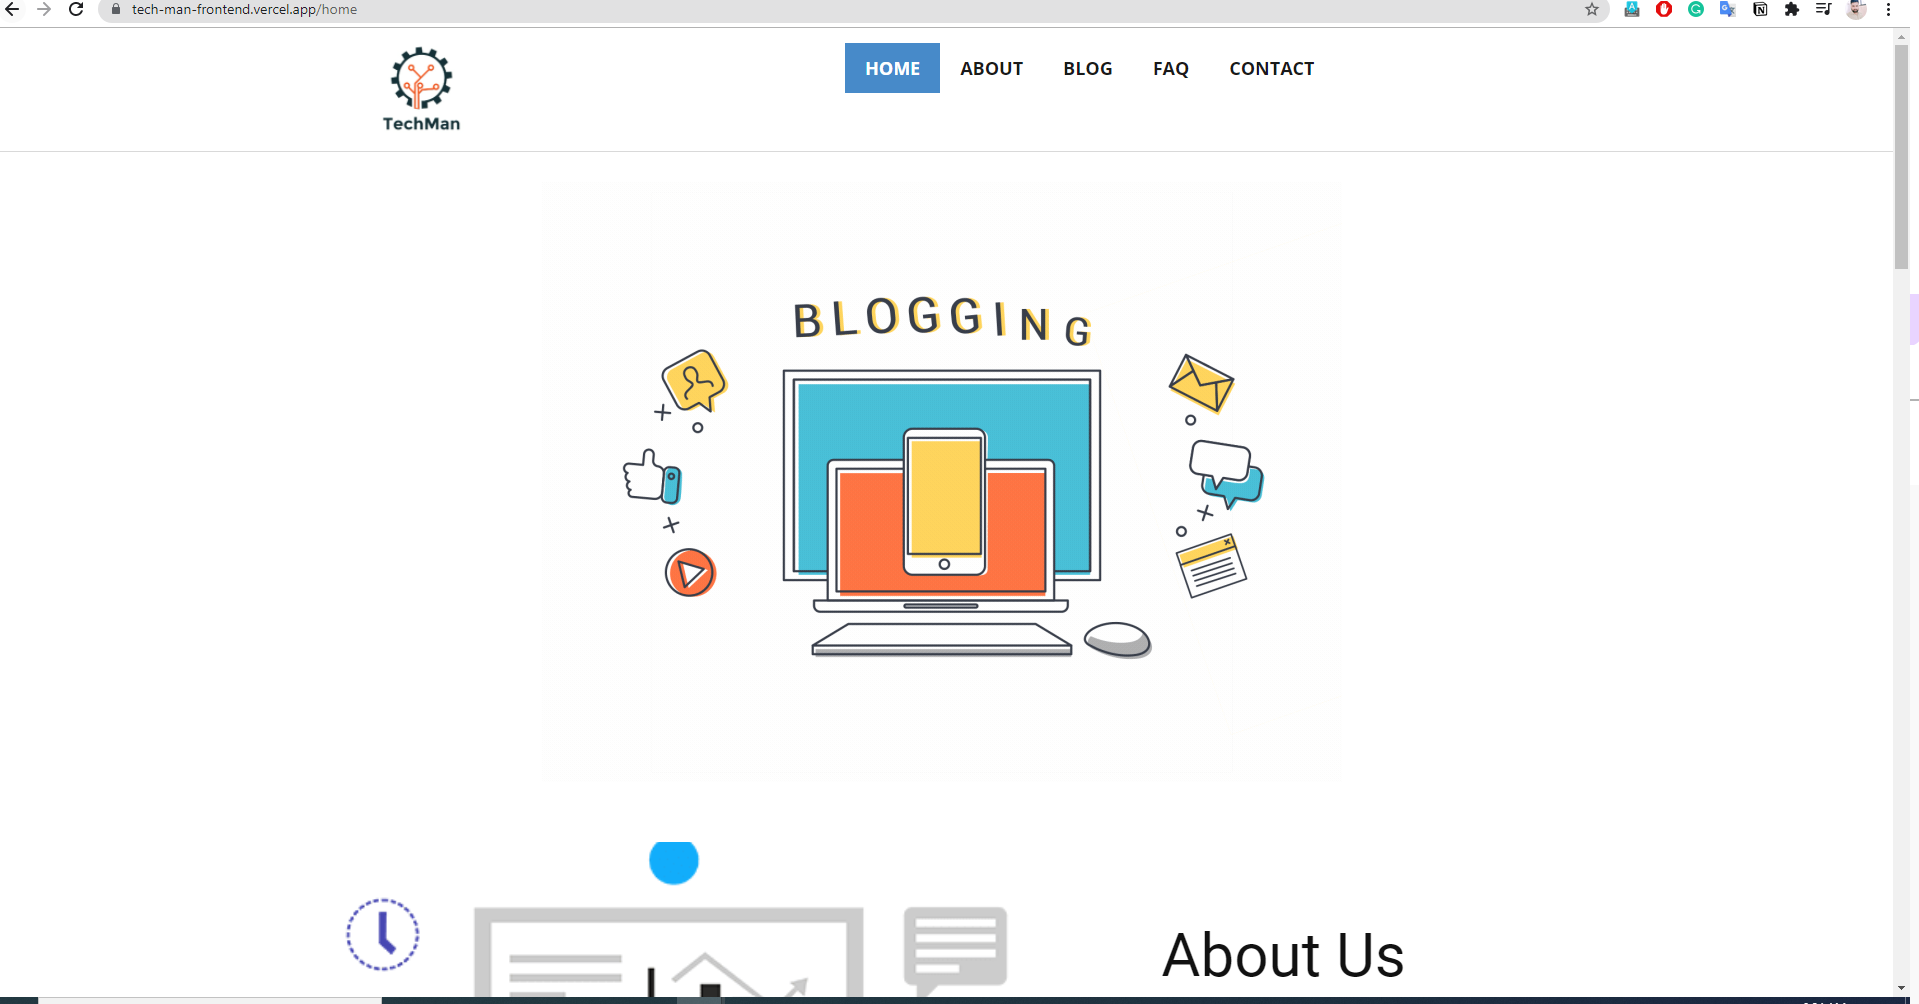 tech-man-frontend.vercel.app/home
TechMan
HOME ABOUT BLOG FAQ CONTACT
BLOGGING
About Us